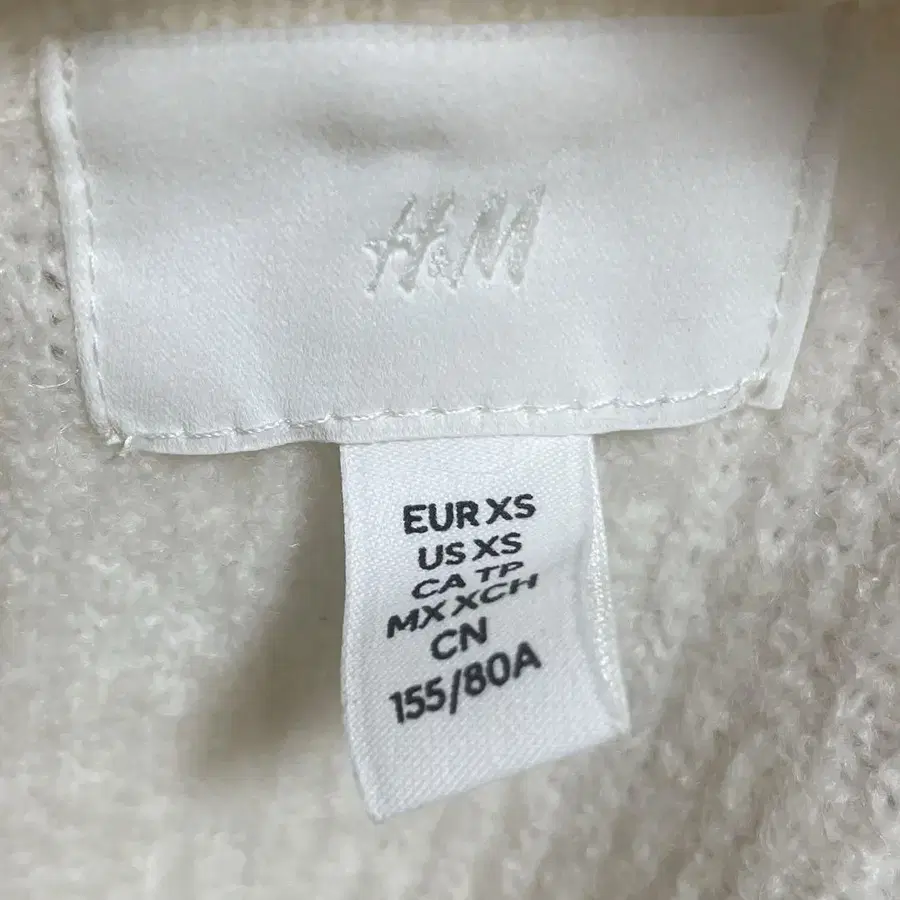 H&M
EUR XS
US XS
CA TP
MX XCH
CN
155/80A